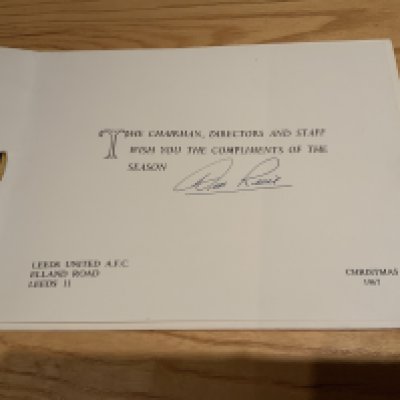 THE CHAIRMAN, DIRECTORS AND STAFF
WISH YOU THE COMPLIMENTS OF THE
SEASON
LEEDS UNITED A.F.C.
ELLAND ROAD
LEEDS 11
CHRISTMAS